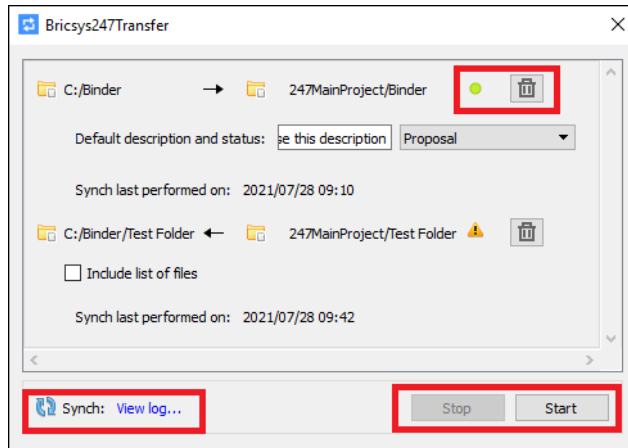 Bricsys247Transfer
C:/Binder 247MainProject/Binder
Default description and status: se this description Proposal
Synch last performed on: 2021/07/28 09:10
C:/Binder/Test Folder 247MainProject/Test Folder
Include list of files
Synch last performed on: 2021/07/28 09:42
Synch: View log... Stop Start